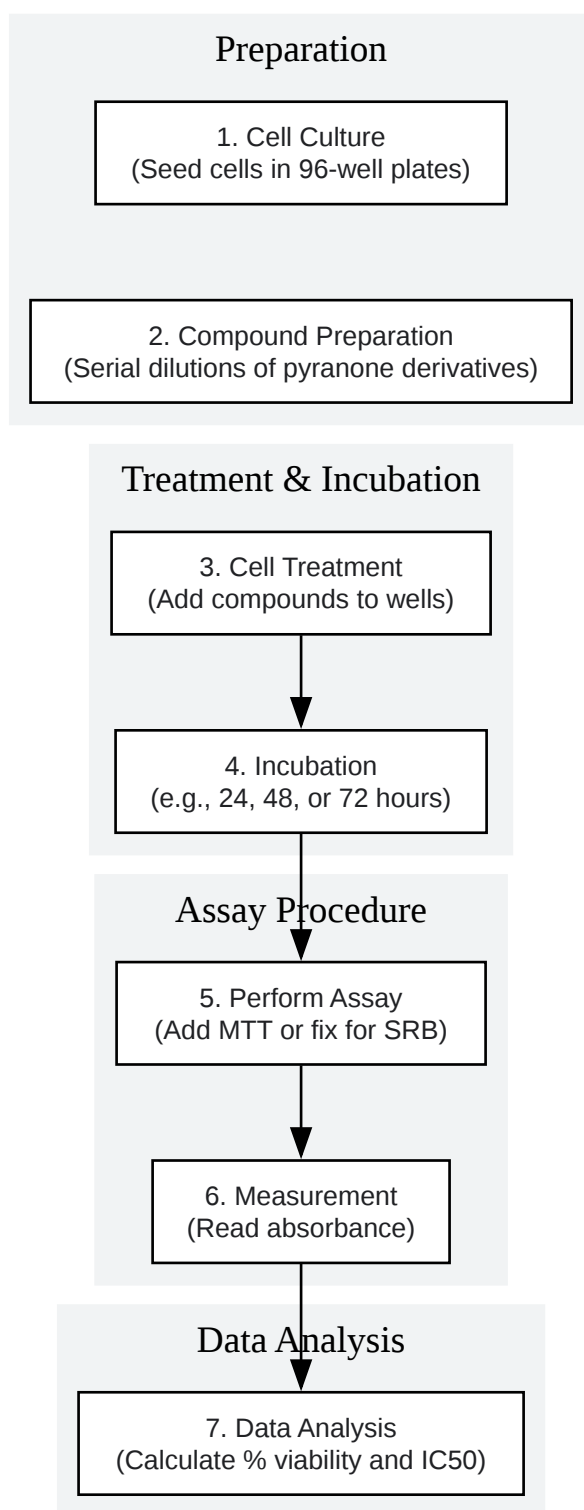 Preparation
1. Cell Culture
(Seed cells in 96-well plates)
2. Compound Preparation
(Serial dilutions of pyranone derivatives)
Treatment & Incubation
3. Cell Treatment
(Add compounds to wells)
4. Incubation
(e.g., 24, 48, or 72 hours)
Assay Procedure
5. Perform Assay
(Add MTT or fix for SRB)
6. Measurement
(Read absorbance)
Data Analysis
7. Data Analysis
(Calculate % viability and IC50)